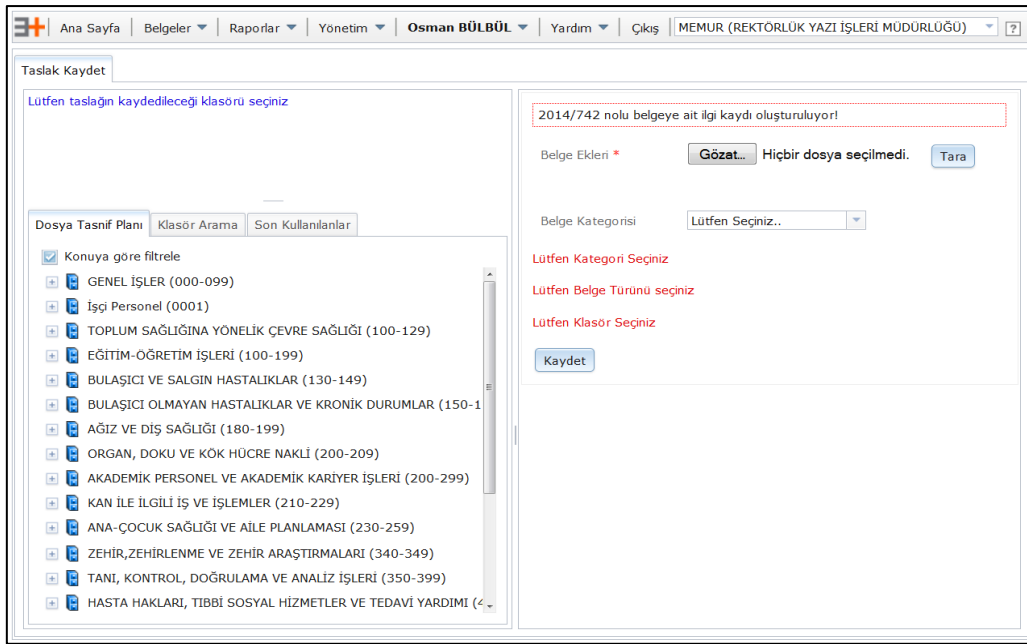 Ana Sayfa Belgeler Raporlar Yönetim Osman BÜLBÜL Yardım Çıkış MEMUR (REKTÖRLÜK YAZI İŞLERİ MÜDÜRLÜĞÜ) ?
Taslak Kaydet
Lütfen taslağın kaydedileceği klasörü seçiniz
Dosya Tasnif Planı Klasör Arama Son Kullanılanlar
Konuya göre filtrele
GENEL İŞLER (000-099)
İşçi Personel (0001)
TOPLUM SAĞLIĞINA YÖNELİK ÇEVRE SAĞLIĞI (100-129)
EĞİTİM-ÖĞRETİM İŞLERİ (100-199)
BULAŞICI VE SALGIN HASTALIKLAR (130-149)
BULAŞICI OLMAYAN HASTALIKLAR VE KRONİK DURUMLAR (150-1
AĞIZ VE DİŞ SAĞLIĞI (180-199)
ORGAN, DOKU VE KÖK HÜCRE NAKLİ (200-209)
AKADEMİK PERSONEL VE AKADEMİK KARİYER İŞLERİ (200-299)
KAN İLE İLGİLİ İŞ VE İŞLEMLER (210-229)
ANA-ÇOCUK SAĞLIĞI VE AİLE PLANLAMASI (230-259)
ZEHİR,ZEHİRLENME VE ZEHİR ARAŞTIRMALARI (340-349)
TANI, KONTROL, DOĞRULAMA VE ANALİZ İŞLERİ (350-399)
HASTA HAKLARI, TIBBİ SOSYAL HİZMETLER VE TEDAVİ YARDIMI (4
2014/742 nolu belgeye ait ilgi kaydı oluşturuluyor!
Belge Ekleri * Gözat... Hiçbir dosya seçilmedi. Tara
Belge Kategorisi Lütfen Seçiniz..
Lütfen Kategori Seçiniz
Lütfen Belge Türünü seçiniz
Lütfen Klasör Seçiniz
Kaydet